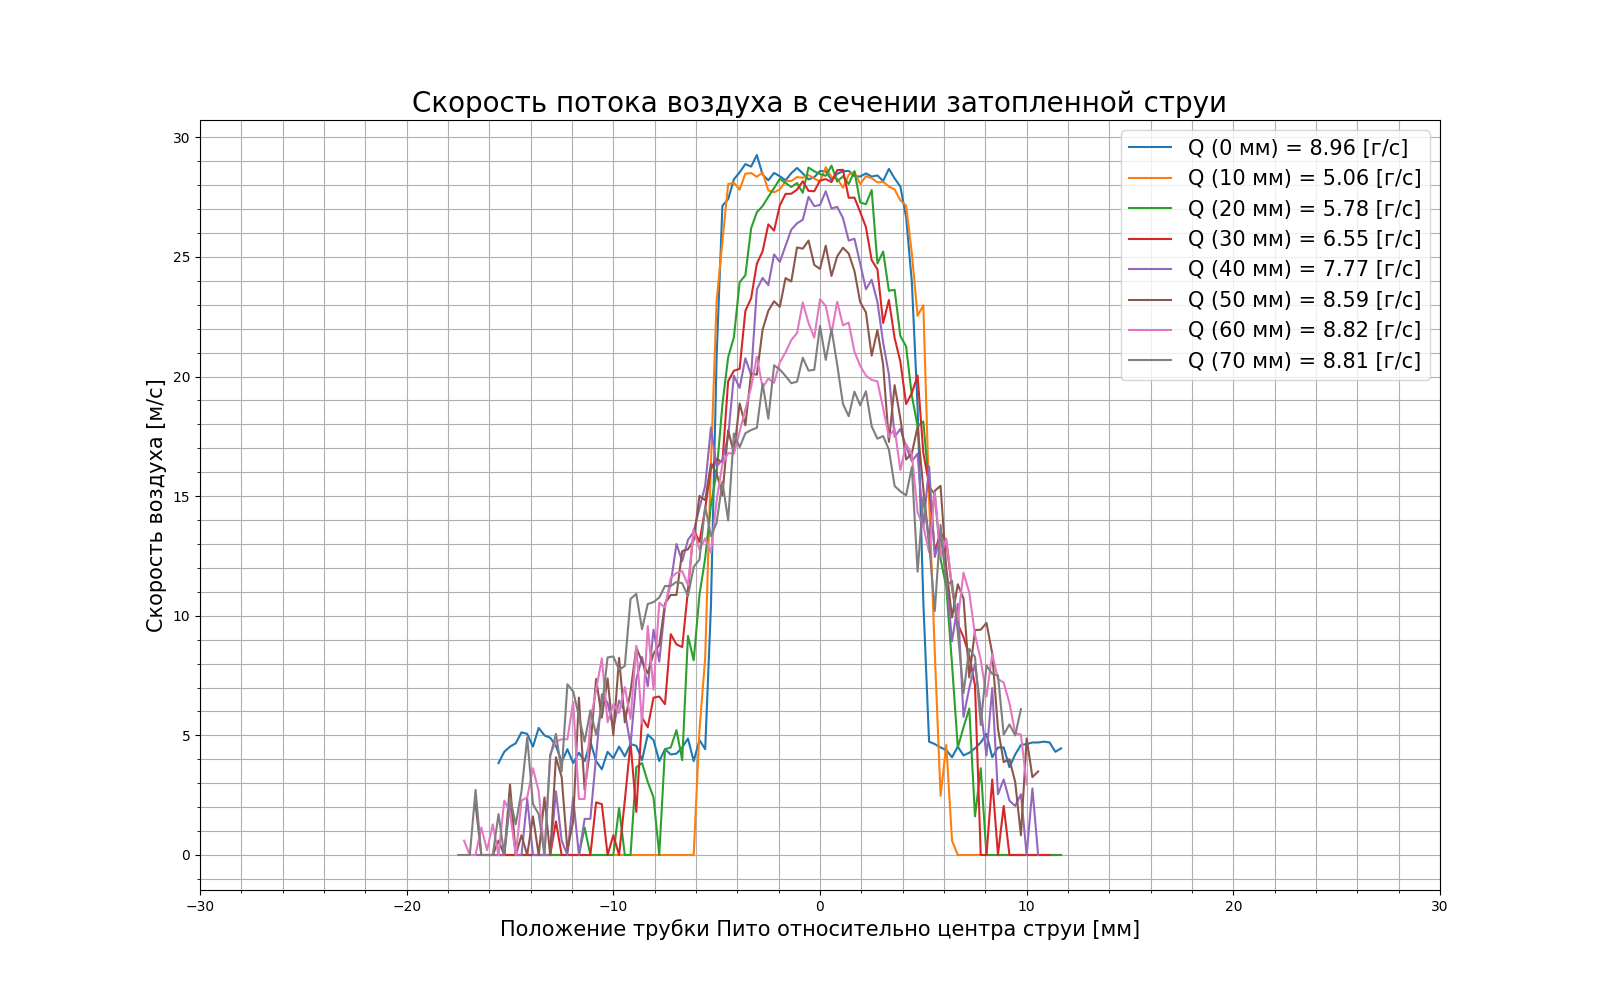 Скорость потока воздуха в сечении затопленной струи
30
25
20
15
10
5
0
Скорость воздуха [м/с]
Q (0 мм) = 8.96 [г/с]
Q (10 мм) = 5.06 [г/с]
Q (20 мм) = 5.78 [г/с]
Q (30 мм) = 6.55 [г/с]
Q (40 мм) = 7.77 [г/с]
Q (50 мм) = 8.59 [г/с]
Q (60 мм) = 8.82 [г/с]
Q (70 мм) = 8.81 [г/с]
−30 −20 −10 0 10 20 30
Положение трубки Пито относительно центра струи [мм]